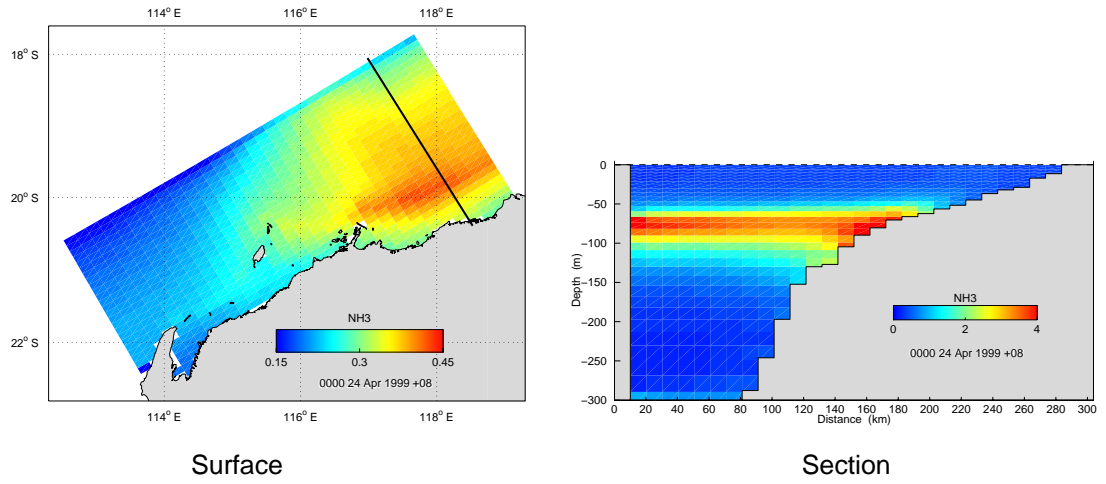 114° E 116° E 118° E
18° S
20° S
22° S
NH3
0.15 0.3 0.45
0000 24 Apr 1999 +08
114° E 116° E 118° E
Surface
0
−50
−100
−150
−200
−250
−300
Depth (m)
NH3
0 2 4
0000 24 Apr 1999 +08
0 20 40 60 80 100 120 140 160 180 200 220 240 260 280 300
Distance (km)
Section